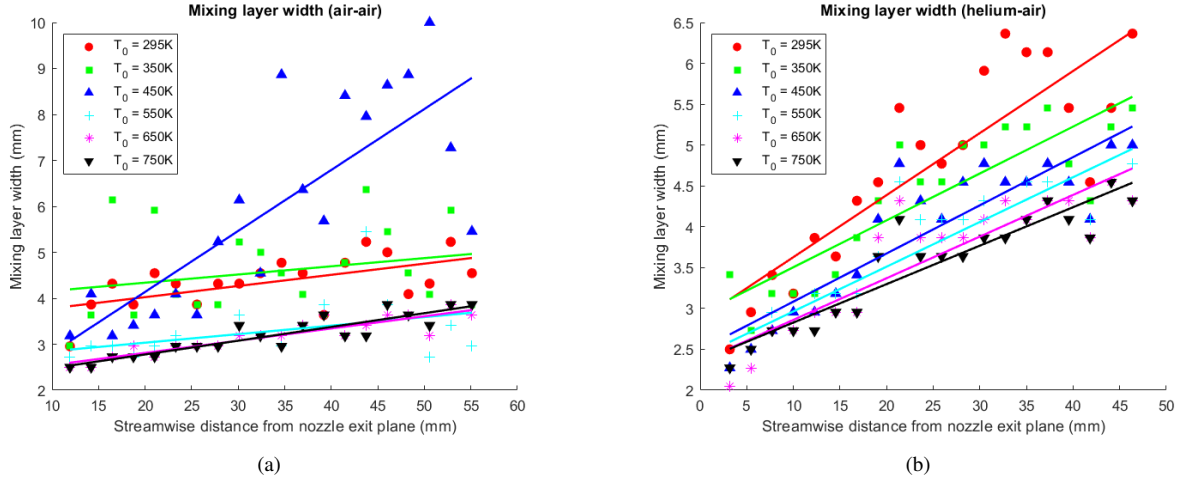 Mixing layer width (air-air)
10
9
8
7
6
5
4
3
2
Mixing layer width (mm)
T0 = 295K
T0 = 350K
T0 = 450K
T0 = 550K
T0 = 650K
T0 = 750K
10 15 20 25 30 35 40 45 50 55 60
Streamwise distance from nozzle exit plane (mm)
(a)
Mixing layer width (helium-air)
6.5
6
5.5
5
4.5
4
3.5
3
2.5
2
Mixing layer width (mm)
T0 = 295K
T0 = 350K
T0 = 450K
T0 = 550K
T0 = 650K
T0 = 750K
0 5 10 15 20 25 30 35 40 45 50
Streamwise distance from nozzle exit plane (mm)
(b)